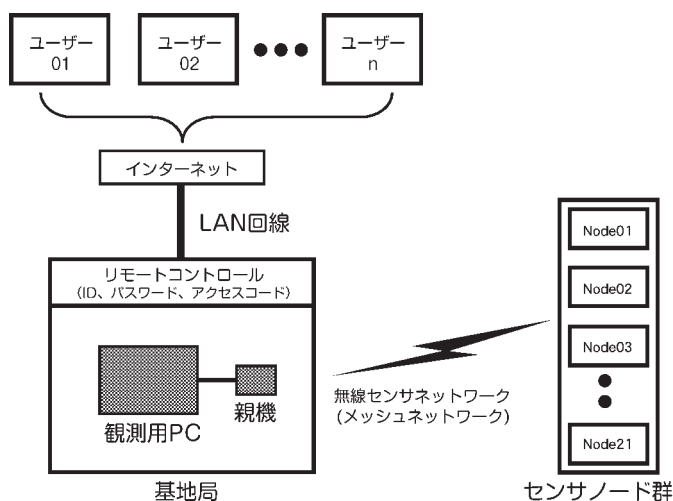 ユーザー
01
ユーザー
02
ユーザー
n
インターネット
LAN回線
リモートコントロール
(ID、パスワード、アクセスコード)
観測用PC
親機
基地局
無線センサネットワーク
(メッシュネットワーク)
Node01
Node02
Node03
Node21
センサノード群